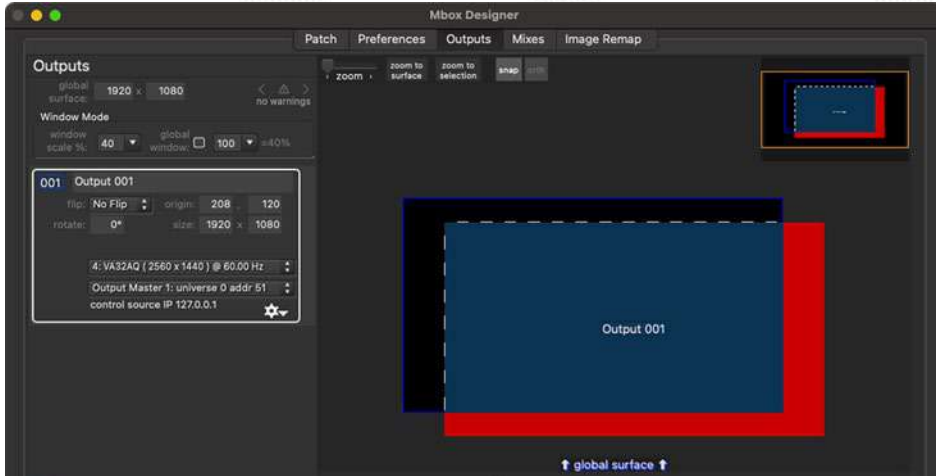 Mbox Designer
Patch Preferences Outputs Mixes Image Remap
Outputs
global surface: 1920 x 1080
< >
no warnings
Window Mode
window scale %: 40 global window: 100 =40%
001 Output 001
flip: No Flip origin: 208 , 120
rotate: 0° size: 1920 x 1080
4: VA32AQ ( 2560 x 1440 ) @ 60.00 Hz
Output Master 1: universe 0 addr 51
control source IP 127.0.0.1
‹ zoom ›
zoom to surface
zoom to selection
snap
orth
Output 001
⬆ global surface ⬆